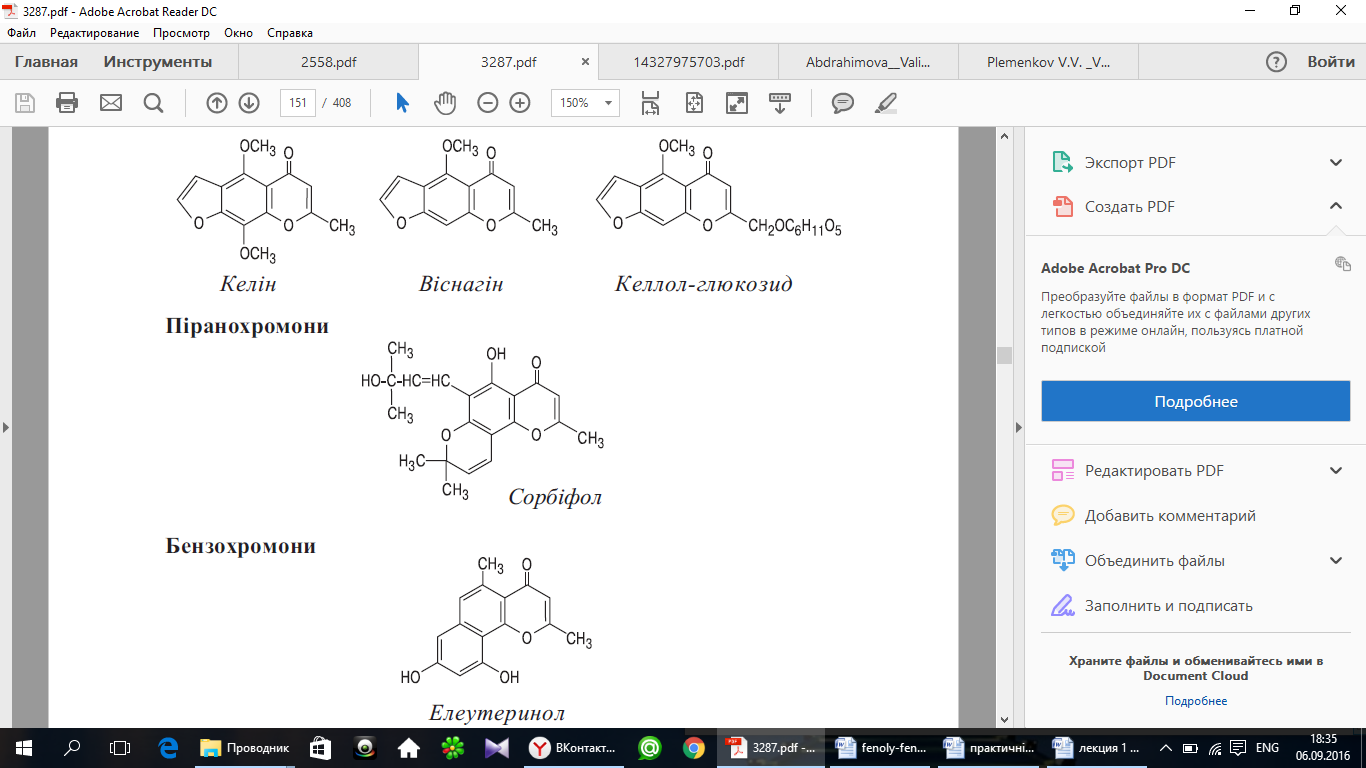 3287.pdf - Adobe Acrobat Reader DC
Файл Редактирование Просмотр Окно Справка
Главная Инструменты 2558.pdf 3287.pdf × 14327975703.pdf Abdrahimova__Vali... Plemenkov V.V. _V... ? Войти
151 / 408 150%
OCH3 O OCH3 O OCH3 O
O O CH3 O O CH3 O O CH2OC6H11O5
OCH3
Келін Віснагін Келлол-глюкозид
Піранохромони
CH3 OH O
HO-C-HC=HC
CH3
O O CH3
H3C
CH3
Сорбіфол
Бензохромони
CH3 O
O CH3
HO OH
Елеутеринол
Экспорт PDF
Создать PDF
Adobe Acrobat Pro DC
Преобразуйте файлы в формат PDF и с
легкостью объединяйте их с файлами других
типов в режиме онлайн, пользуясь платной
подпиской
Подробнее
Редактировать PDF
Добавить комментарий
Объединить файлы
Заполнить и подписать
Храните файлы и обменивайтесь ими в
Document Cloud
Подробнее
Проводник ВКонтакт... 3287.pdf -... fenoly-fen... практичні... лекция 1 ... ENG 18:35
06.09.2016